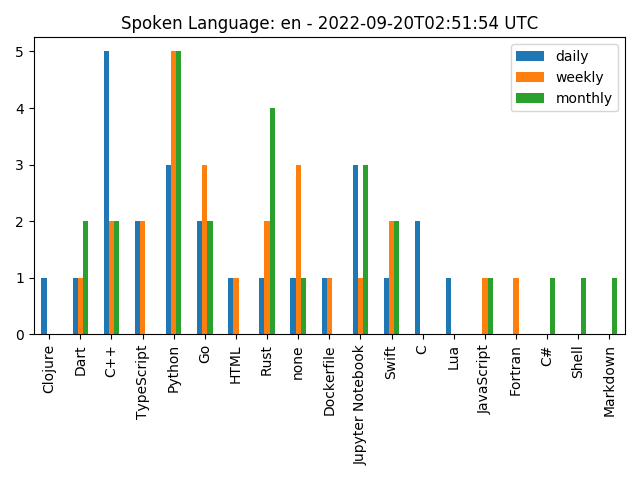 Spoken Language: en - 2022-09-20T02:51:54 UTC
daily
weekly
monthly
5
4
3
2
1
0
Clojure
Dart
C++
TypeScript
Python
Go
HTML
Rust
none
Dockerfile
Jupyter Notebook
Swift
C
Lua
JavaScript
Fortran
C#
Shell
Markdown